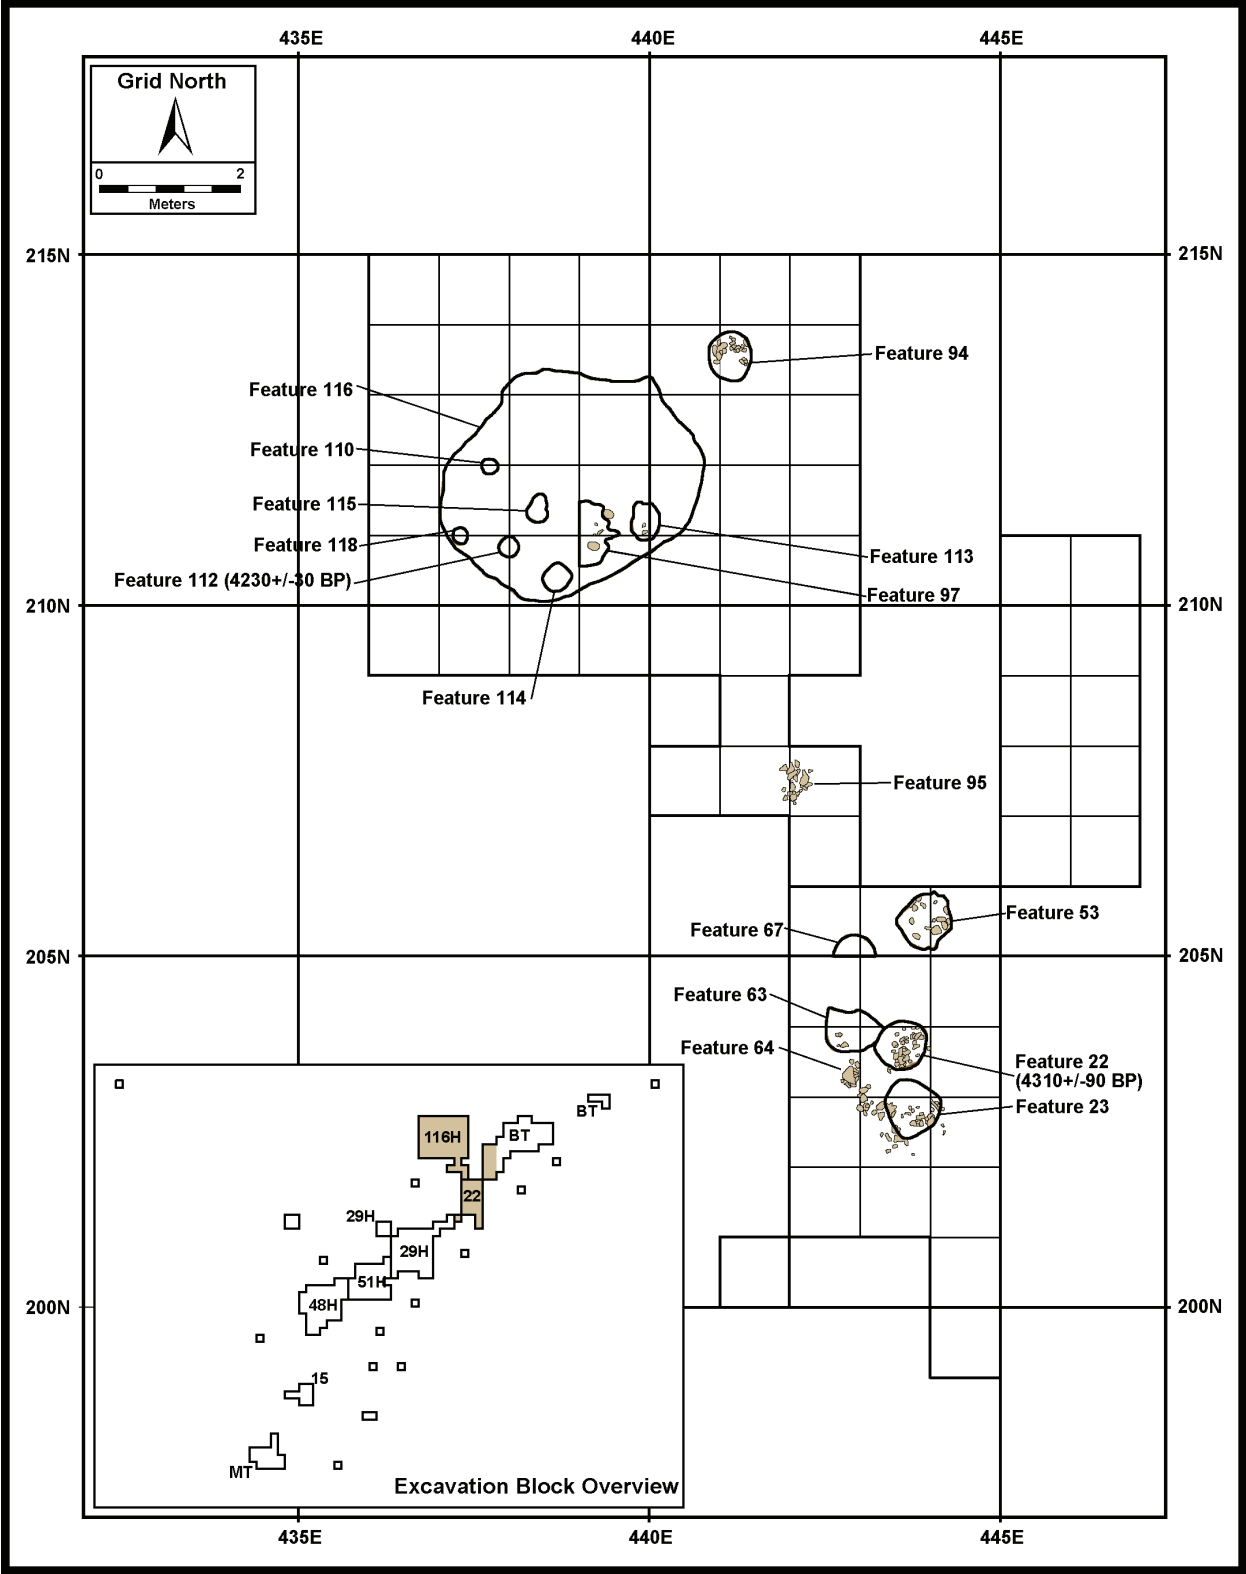 435E
440E
445E
Grid North
0
2
Meters
215N
215N
Feature 94
Feature 116
Feature 110
Feature 115
Feature 118
Feature 113
Feature 112 (4230+/-30 BP)
Feature 97
210N
210N
Feature 114
Feature 95
Feature 53
Feature 67
205N
205N
Feature 63
Feature 64
Feature 22
(4310+/-90 BP)
Feature 23
BT
116H
BT
22
29H
29H
51H
48H
200N
200N
15
MT
Excavation Block Overview
435E
440E
445E